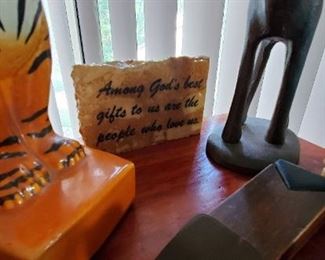 Among God's best
gifts to us are the
people who love us.